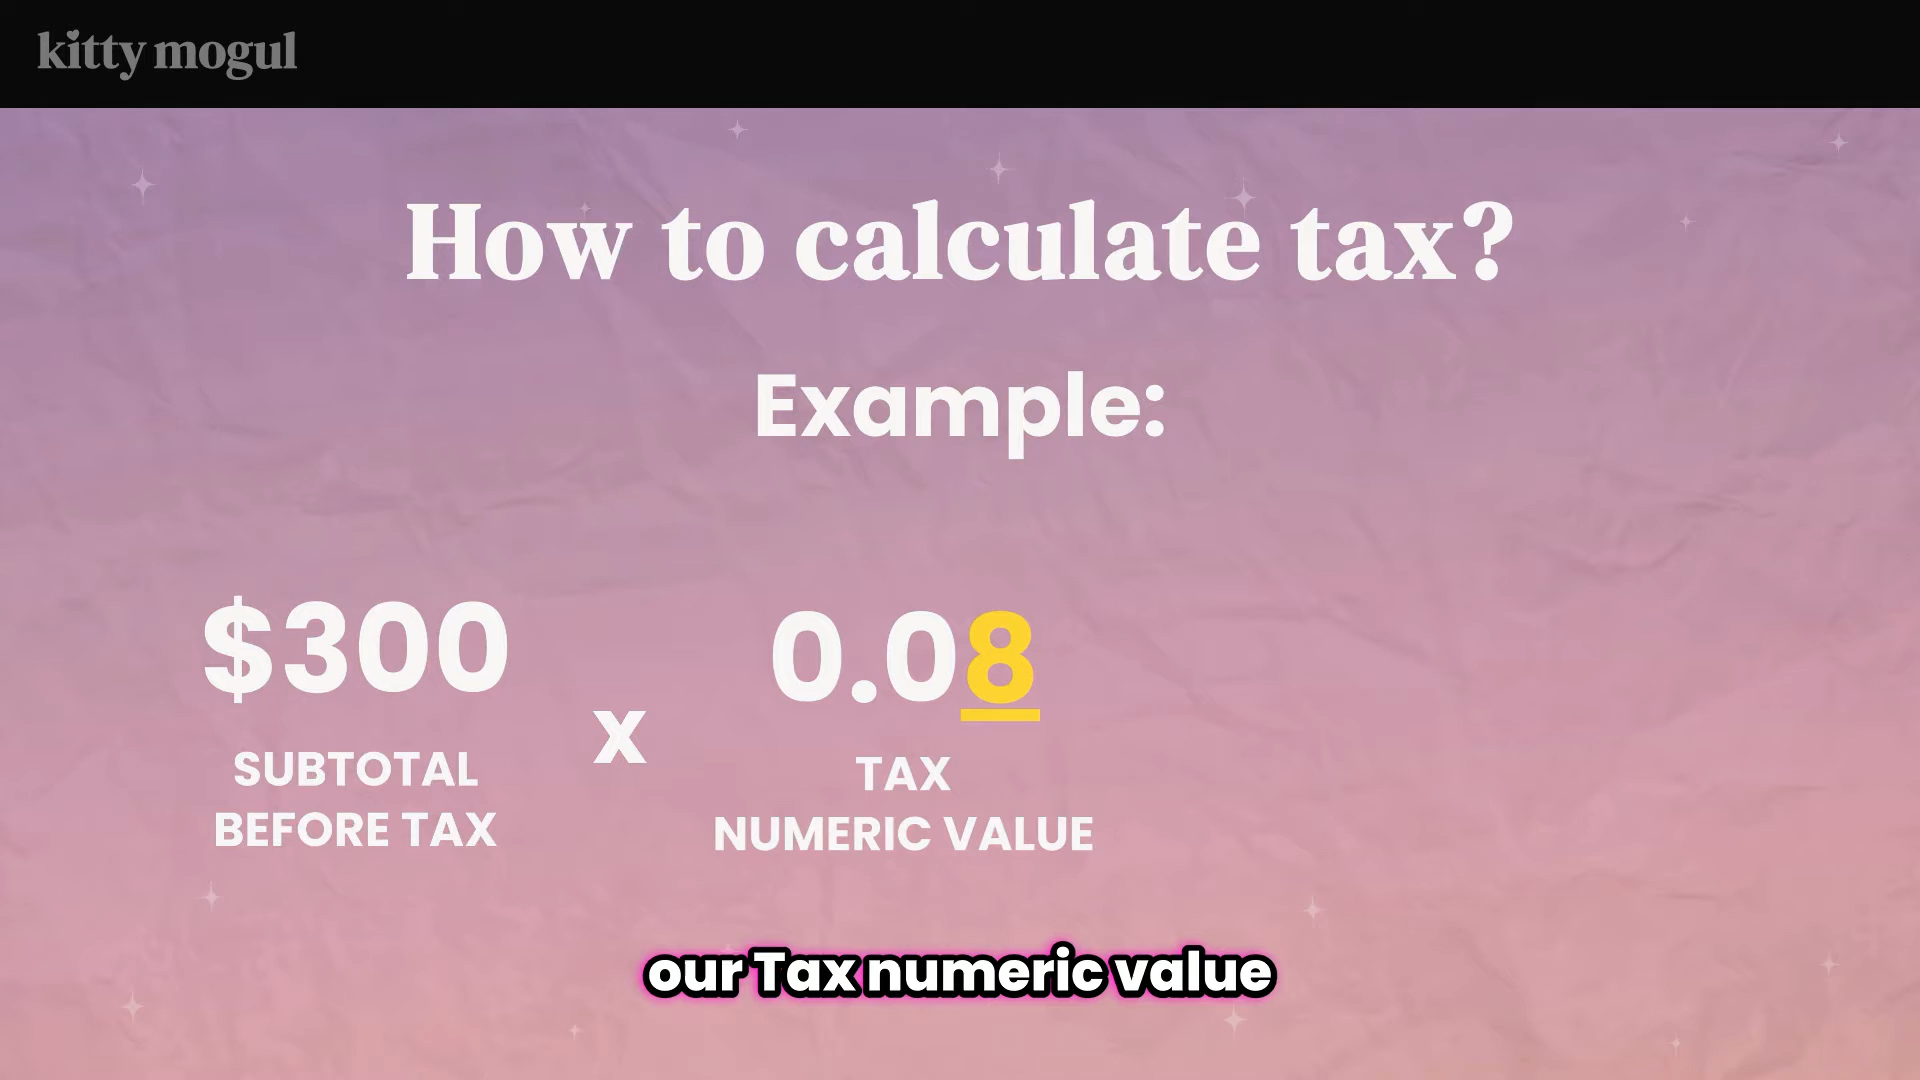 kitty mogul
How to calculate tax?
Example:
$300
x
0.08
SUBTOTAL
BEFORE TAX
TAX
NUMERIC VALUE
our Tax numeric value